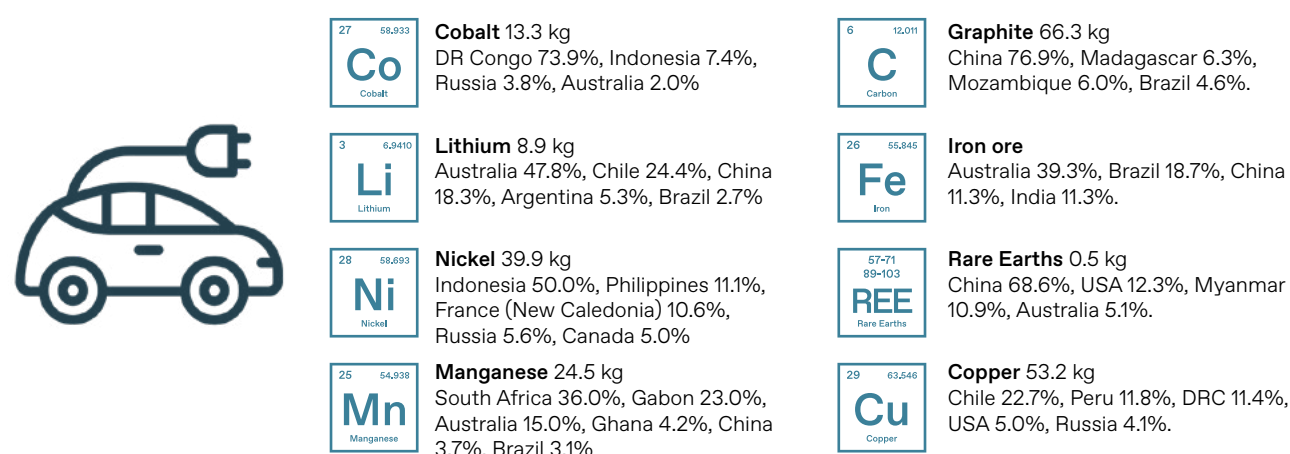 27 58.933
Co
Cobalt
Cobalt 13.3 kg
DR Congo 73.9%, Indonesia 7.4%,
Russia 3.8%, Australia 2.0%
3 6.9410
Li
Lithium
Lithium 8.9 kg
Australia 47.8%, Chile 24.4%, China
18.3%, Argentina 5.3%, Brazil 2.7%
28 58.693
Ni
Nickel
Nickel 39.9 kg
Indonesia 50.0%, Philippines 11.1%,
France (New Caledonia) 10.6%,
Russia 5.6%, Canada 5.0%
25 54.938
Mn
Manganese
Manganese 24.5 kg
South Africa 36.0%, Gabon 23.0%,
Australia 15.0%, Ghana 4.2%, China
3.7%, Brazil 3.1%
6 12.011
C
Carbon
Graphite 66.3 kg
China 76.9%, Madagascar 6.3%,
Mozambique 6.0%, Brazil 4.6%.
26 55.845
Fe
Iron
Iron ore
Australia 39.3%, Brazil 18.7%, China
11.3%, India 11.3%.
57-71
89-103
REE
Rare Earths
Rare Earths 0.5 kg
China 68.6%, USA 12.3%, Myanmar
10.9%, Australia 5.1%.
29 63.546
Cu
Copper
Copper 53.2 kg
Chile 22.7%, Peru 11.8%, DRC 11.4%,
USA 5.0%, Russia 4.1%.